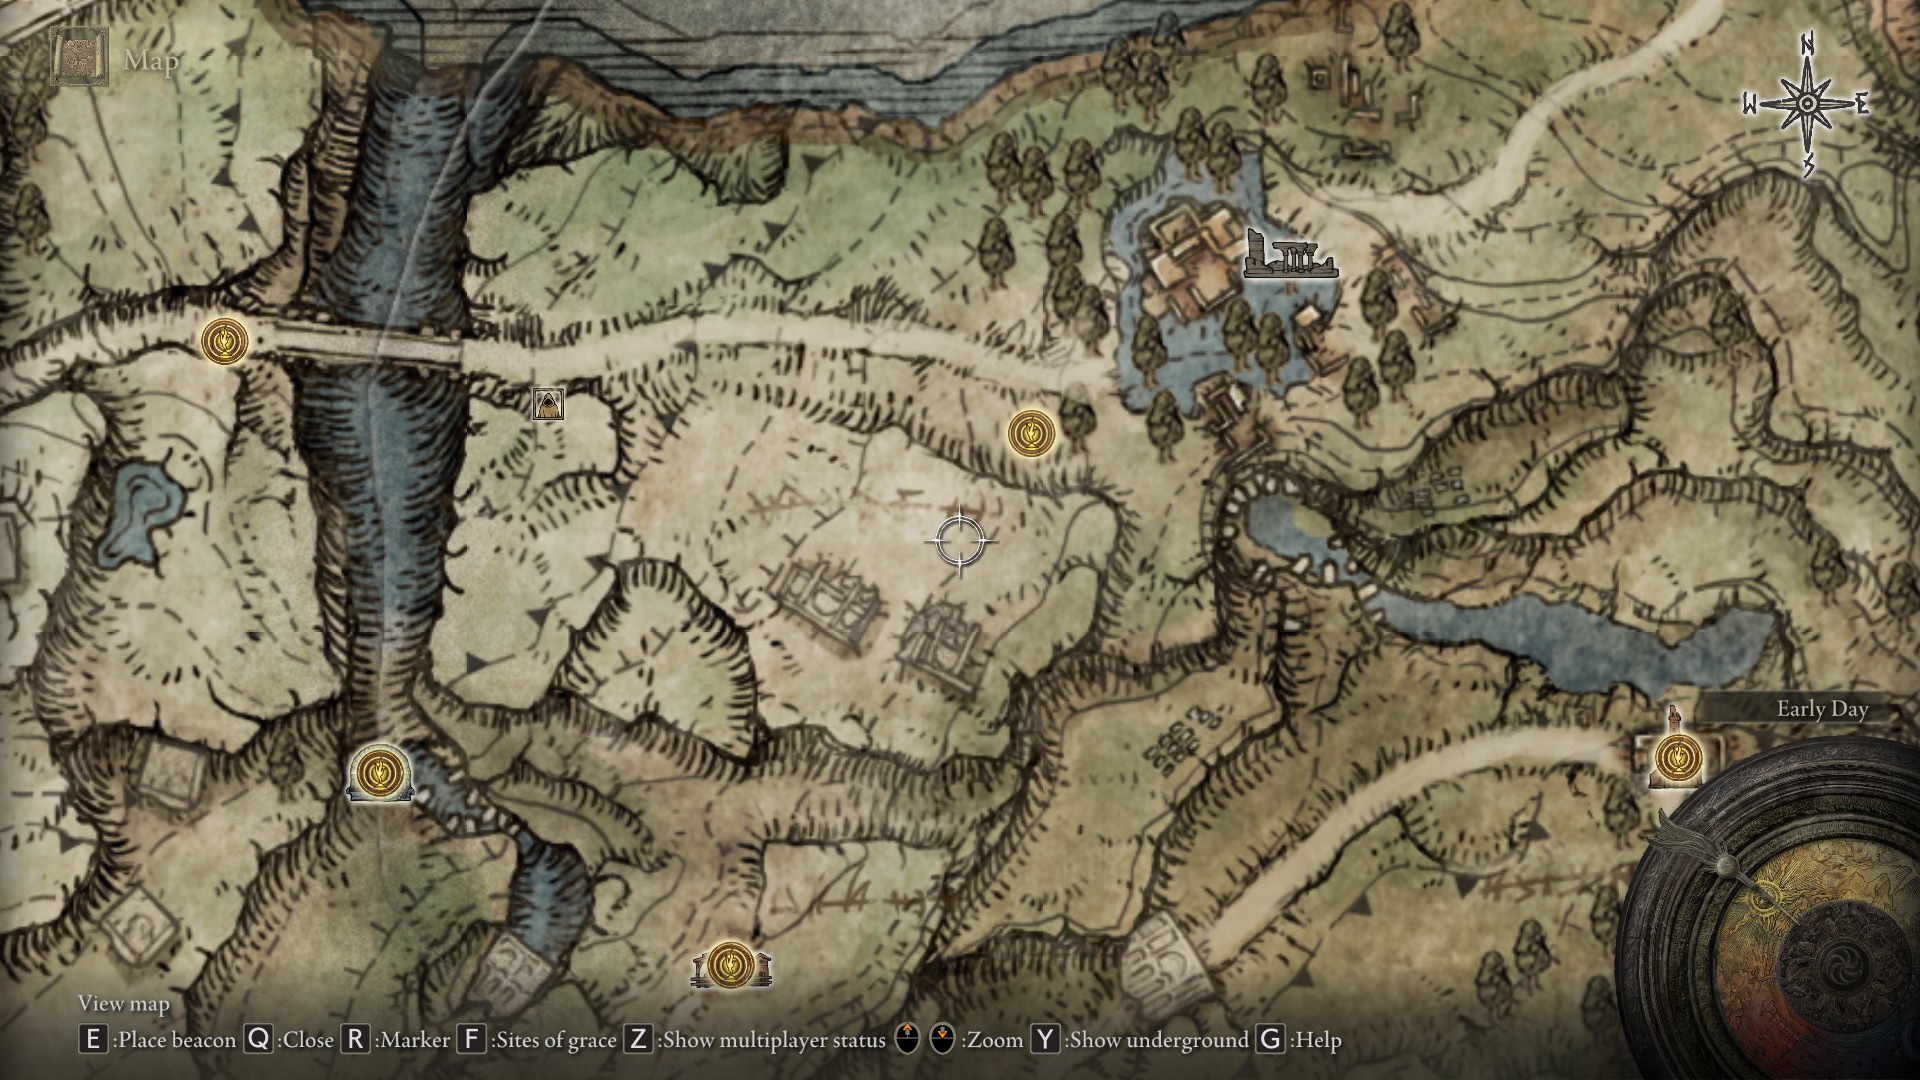 Map
N
W E
S
Early Day
View map
E :Place beacon Q :Close R :Marker F :Sites of grace Z :Show multiplayer status :Zoom Y :Show underground G :Help